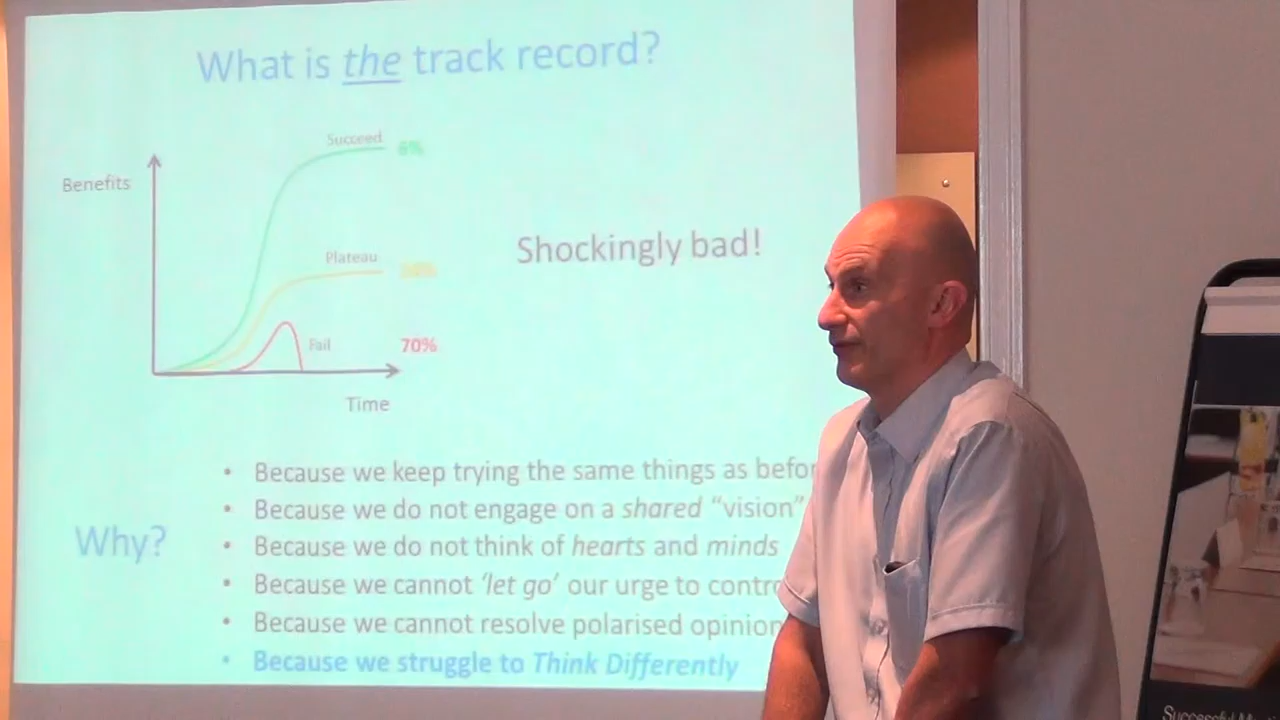 What is the track record?
Succeed 6%
Benefits
Shockingly bad!
Plateau 24%
Fail 70%
Time
• Because we keep trying the same things as befor
• Because we do not engage on a shared “vision”
Why?
• Because we do not think of hearts and minds
• Because we cannot ‘let go’ our urge to contro
• Because we cannot resolve polarised opinion
• Because we struggle to Think Differently
Successful M